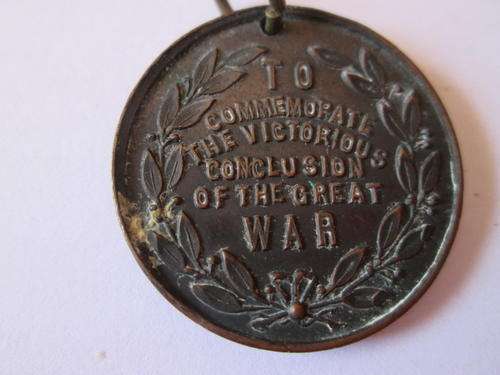 TO
COMMEMORATE
THE VICTORIOUS
CONCLUSION
OF THE GREAT
WAR